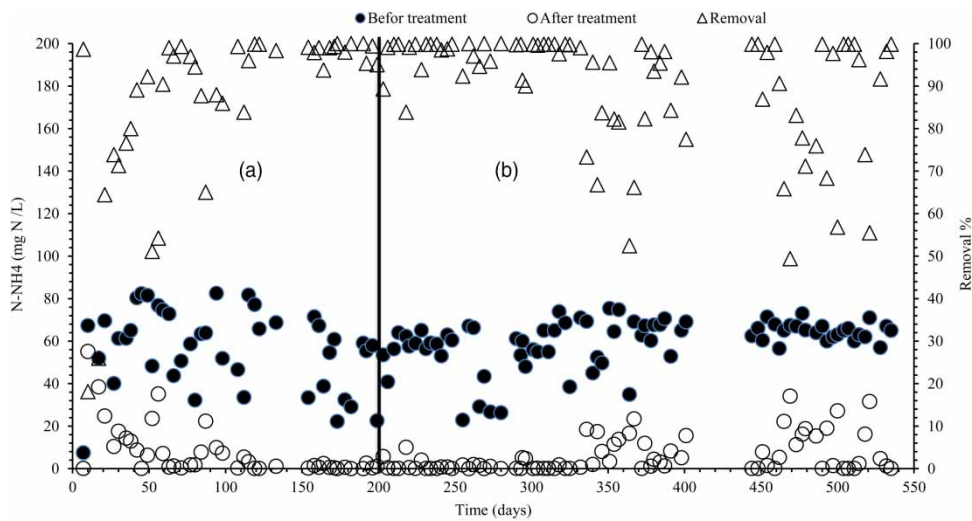 Befor treatment After treatment Removal
200 100
180 90
160 80
140 70
120 60
100 50
80 40
60 30
40 20
20 10
0 0
(a) (b)
N-NH4 (mg N /L)
Removal %
0 50 100 150 200 250 300 350 400 450 500 550
Time (days)